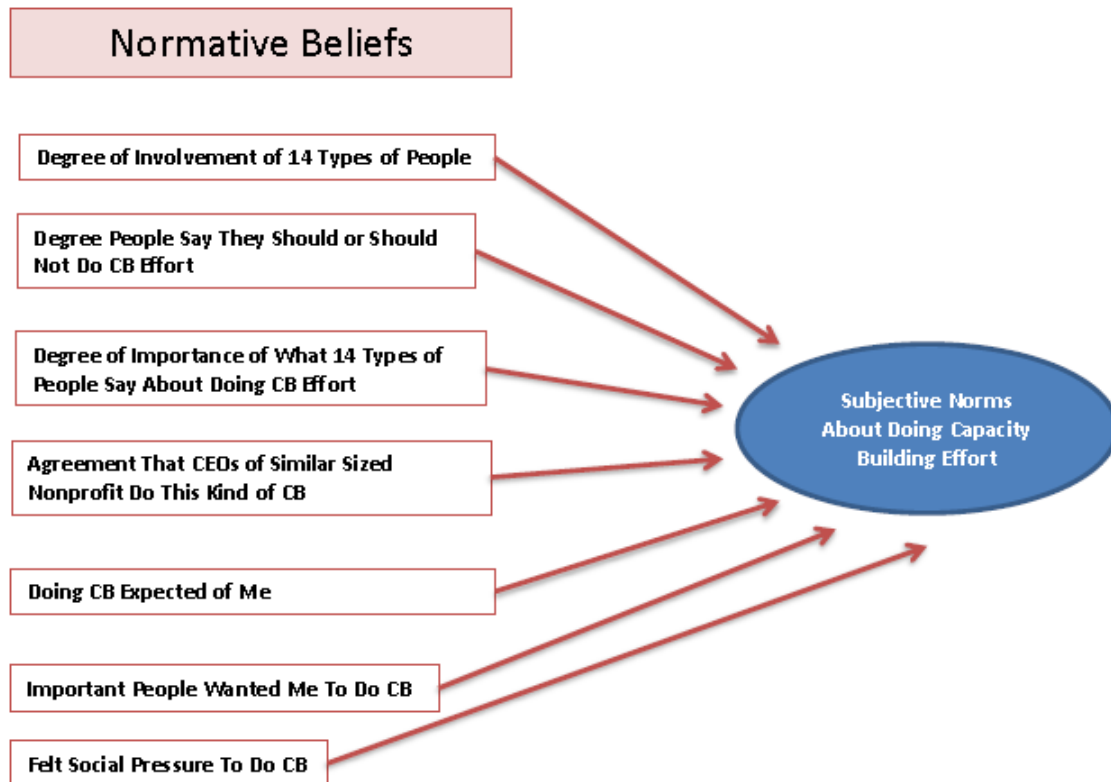 Normative Beliefs
Degree of Involvement of 14 Types of People
Degree People Say They Should or Should
Not Do CB Effort
Degree of Importance of What 14 Types of
People Say About Doing CB Effort
Agreement That CEOs of Similar Sized
Nonprofit Do This Kind of CB
Doing CB Expected of Me
Important People Wanted Me To Do CB
Felt Social Pressure To Do CB
Subjective Norms
About Doing Capacity
Building Effort